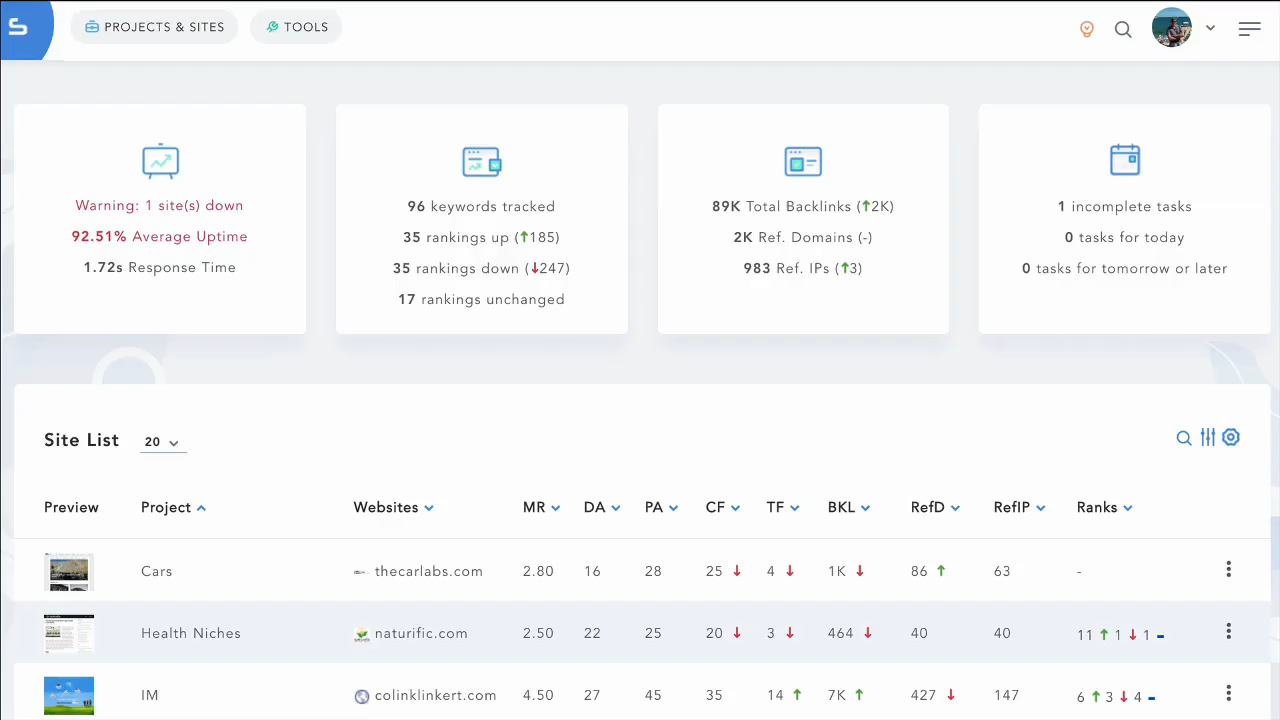 S
PROJECTS & SITES
TOOLS
Warning: 1 site(s) down
92.51% Average Uptime
1.72s Response Time
96 keywords tracked
35 rankings up (↑185)
35 rankings down (↓247)
17 rankings unchanged
89K Total Backlinks (↑2K)
2K Ref. Domains (-)
983 Ref. IPs (↑3)
1 incomplete tasks
0 tasks for today
0 tasks for tomorrow or later
Site List 20
Preview Project Websites MR DA PA CF TF BKL RefD RefIP Ranks
Cars thecarlabs.com 2.80 16 28 25 ↓ 4 ↓ 1K ↓ 86 ↑ 63 -
Health Niches naturific.com 2.50 22 25 20 ↓ ↓ 464 ↓ 40 40 11 ↑ 1 ↓ 1 -
IM colinklinkert.com 4.50 27 45 35 14 ↑ 7K ↑ 427 ↓ 147 6 ↑ 3 ↓ 4 -